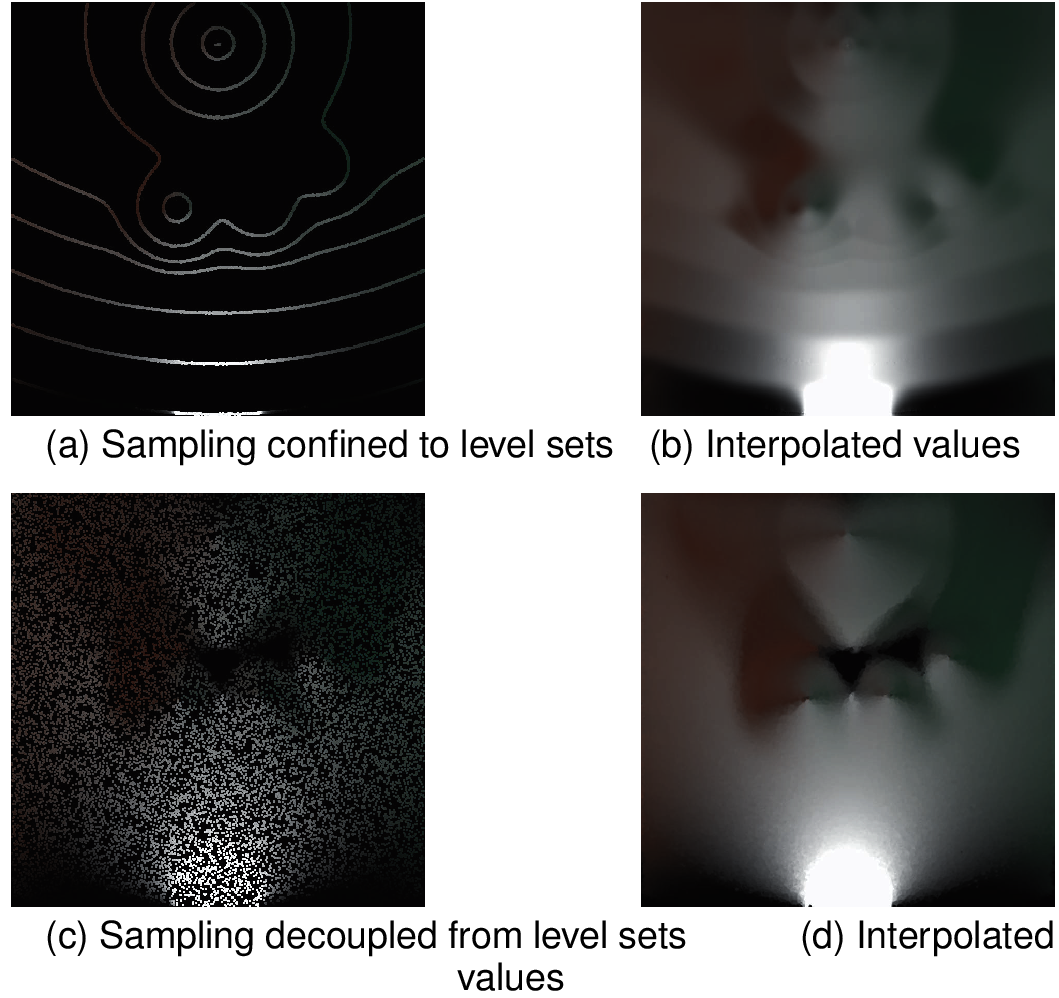 (a) Sampling confined to level sets
(b) Interpolated values
(c) Sampling decoupled from level sets
(d) Interpolated
values